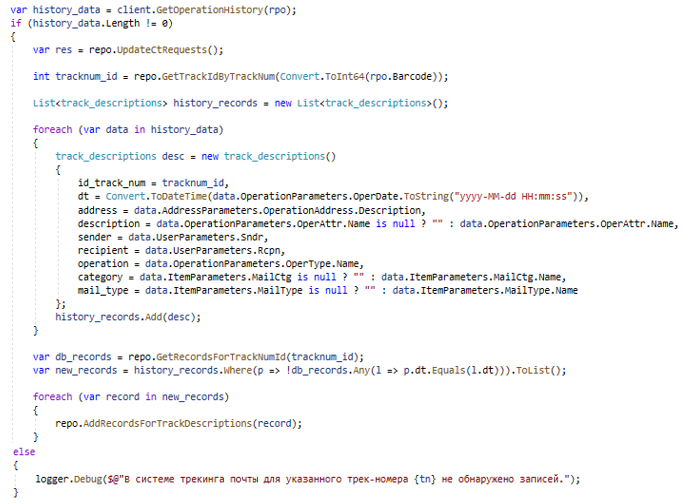 var history_data = client.GetOperationHistory(rpo);
if (history_data.Length != 0)
{
    var res = repo.UpdateCtRequests();

    int tracknum_id = repo.GetTrackIdByTrackNum(Convert.ToInt64(rpo.Barcode));

    List<track_descriptions> history_records = new List<track_descriptions>();

    foreach (var data in history_data)
    {
        track_descriptions desc = new track_descriptions()
        {
            id_track_num = tracknum_id,
            dt = Convert.ToDateTime(data.OperationParameters.OperDate.ToString("yyyy-MM-dd HH:mm:ss")),
            address = data.AddressParameters.OperationAddress.Description,
            description = data.OperationParameters.OperAttr.Name is null ? "" : data.OperationParameters.OperAttr.Name,
            sender = data.UserParameters.Sndr,
            recipient = data.UserParameters.Rcpn,
            operation = data.OperationParameters.OperType.Name,
            category = data.ItemParameters.MailCtg is null ? "" : data.ItemParameters.MailCtg.Name,
            mail_type = data.ItemParameters.MailType is null ? "" : data.ItemParameters.MailType.Name
        };
        history_records.Add(desc);
    }

    var db_records = repo.GetRecordsForTrackNumId(tracknum_id);
    var new_records = history_records.Where(p => !db_records.Any(l => p.dt.Equals(l.dt))).ToList();

    foreach (var record in new_records)
    {
        repo.AddRecordsForTrackDescriptions(record);
    }
else
{
    logger.Debug($@"В системе трекинга почты для указанного трек-номера {tn} не обнаружено записей.");
}